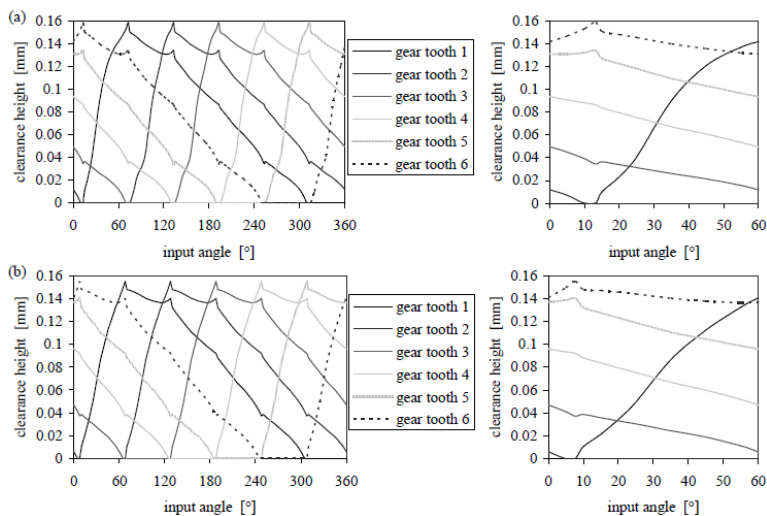 (a)
clearance height [mm]
0.16
0.14
0.12
0.1
0.08
0.06
0.04
0.02
0
0 60 120 180 240 300 360
input angle [°]
gear tooth 1
gear tooth 2
gear tooth 3
gear tooth 4
gear tooth 5
gear tooth 6
clearance height [mm]
0.16
0.14
0.12
0.1
0.08
0.06
0.04
0.02
0
0 10 20 30 40 50 60
input angle [°]
(b)
clearance height [mm]
0.16
0.14
0.12
0.1
0.08
0.06
0.04
0.02
0
0 60 120 180 240 300 360
input angle [°]
gear tooth 1
gear tooth 2
gear tooth 3
gear tooth 4
gear tooth 5
gear tooth 6
clearance height [mm]
0.16
0.14
0.12
0.1
0.08
0.06
0.04
0.02
0
0 10 20 30 40 50 60
input angle [°]